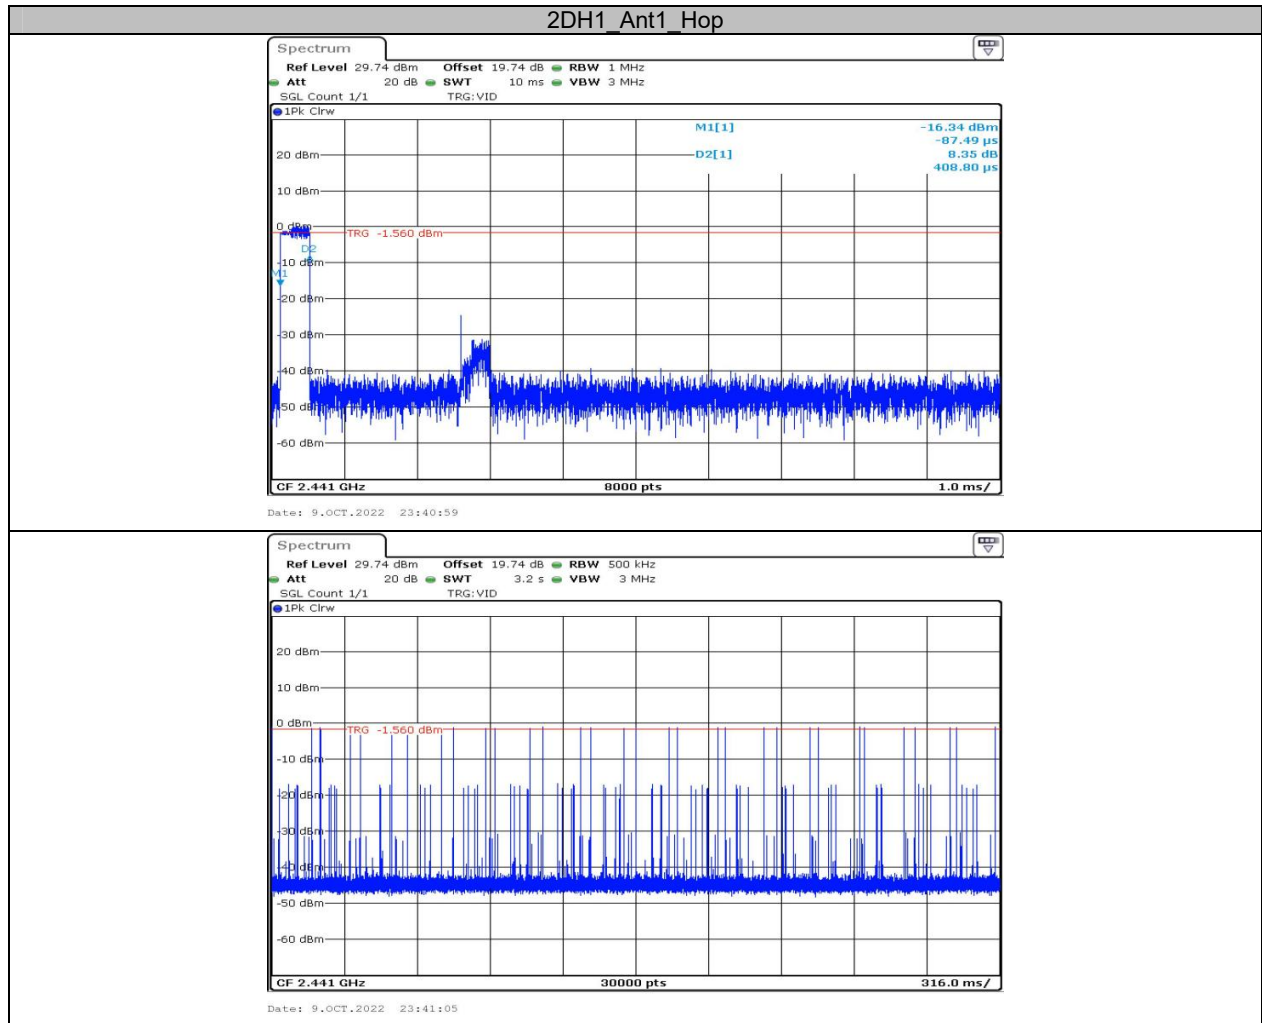 2DH1_Ant1_Hop
Spectrum
Ref Level 29.74 dBm Offset 19.74 dB RBW 1 MHz
Att 20 dB SWT 10 ms VBW 3 MHz
SGL Count 1/1 TRG:VID
1Pk Clrw
M1[1] -16.34 dBm
-87.49 µs
20 dBm D2[1] 8.35 dB
408.80 µs
10 dBm
0 dBm
TRG -1.560 dBm
D2
-10 dBm
M1
-20 dBm
-30 dBm
-40 dBm
-50 dBm
-60 dBm
CF 2.441 GHz 8000 pts 1.0 ms/
Date: 9.OCT.2022 23:40:59
Spectrum
Ref Level 29.74 dBm Offset 19.74 dB RBW 500 kHz
Att 20 dB SWT 3.2 s VBW 3 MHz
SGL Count 1/1 TRG:VID
1Pk Clrw
20 dBm
10 dBm
0 dBm
TRG -1.560 dBm
-10 dBm
-20 dBm
-30 dBm
-40 dBm
-50 dBm
-60 dBm
CF 2.441 GHz 30000 pts 316.0 ms/
Date: 9.OCT.2022 23:41:05